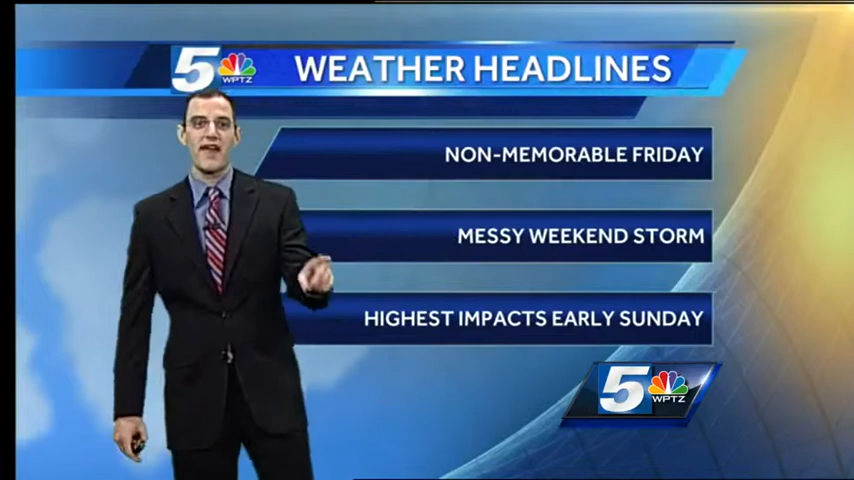 5 WPTZ WEATHER HEADLINES
NON-MEMORABLE FRIDAY
MESSY WEEKEND STORM
HIGHEST IMPACTS EARLY SUNDAY
5 WPTZ